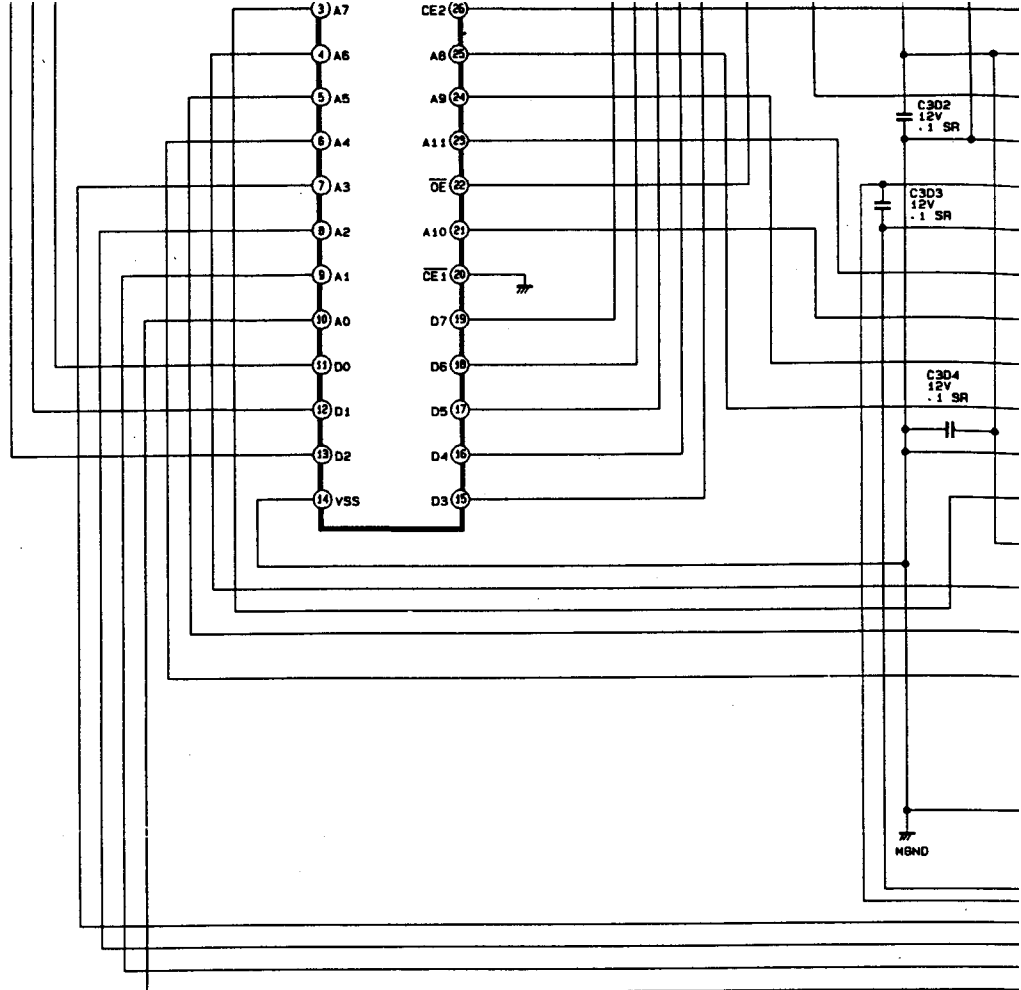 3 A7 CE2 26
4 A6 A8 25
5 A5 A9 24
6 A4 A11 23
7 A3 OE 22
8 A2 A10 21
9 A1 CE1 20
10 A0 D7 19
11 D0 D6 18
12 D1 D5 17
13 D2 D4 16
14 VSS D3 15
C3D2
12V
.1 SR
C3D3
12V
.1 SR
C3D4
12V
.1 SR
MGND